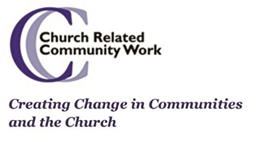 Church Related
Community Work
Creating Change in Communities
and the Church